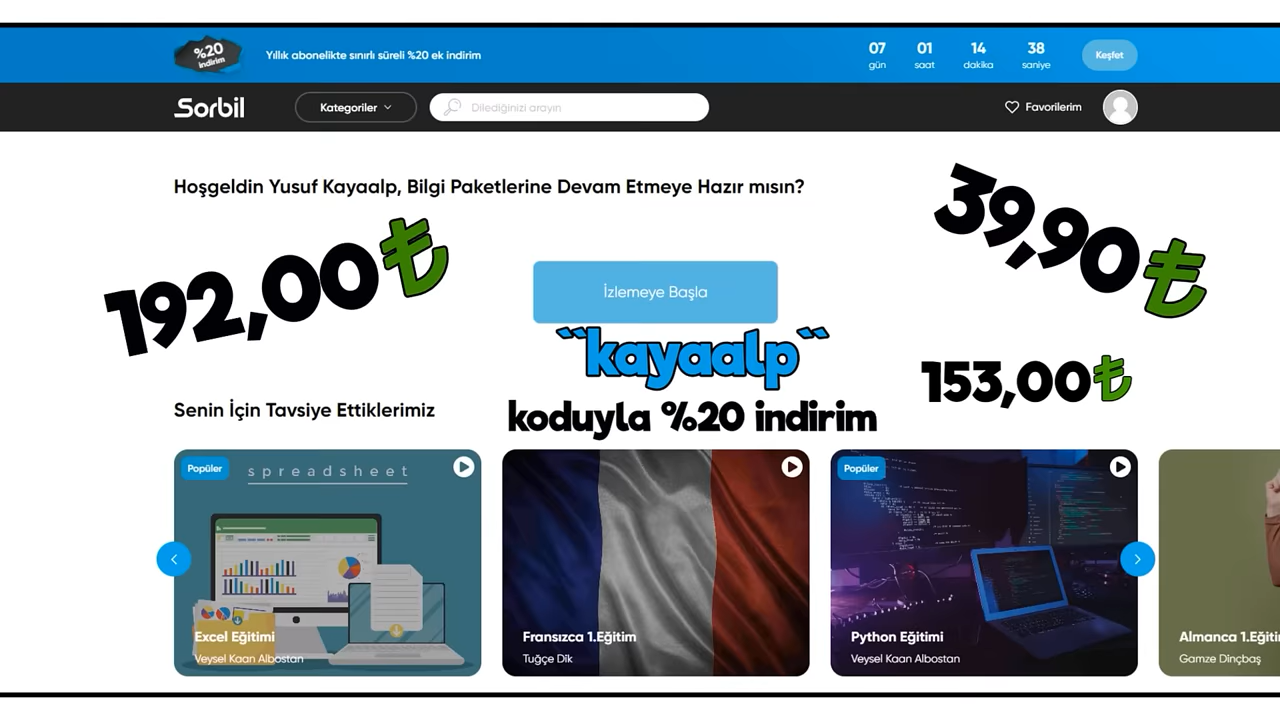 %20
indirim
Yıllık abonelikte sınırlı süreli %20 ek indirim
07 01 14 38
gün saat dakika saniye
Keşfet
Sorbil
Kategoriler
Dilediğinizi arayın
Favorilerim
Hoşgeldin Yusuf Kayaalp, Bilgi Paketlerine Devam Etmeye Hazır mısın?
192,00₺
39,90₺
İzlemeye Başla
``kayaalp``
koduyla %20 indirim
153,00₺
Senin İçin Tavsiye Ettiklerimiz
Popüler
spreadsheet
Excel Eğitimi
Veysel Kaan Albostan
Fransızca 1.Eğitim
Tuğçe Dik
Popüler
Python Eğitimi
Veysel Kaan Albostan
Almanca 1.Eğiti
Gamze Dinçbaş